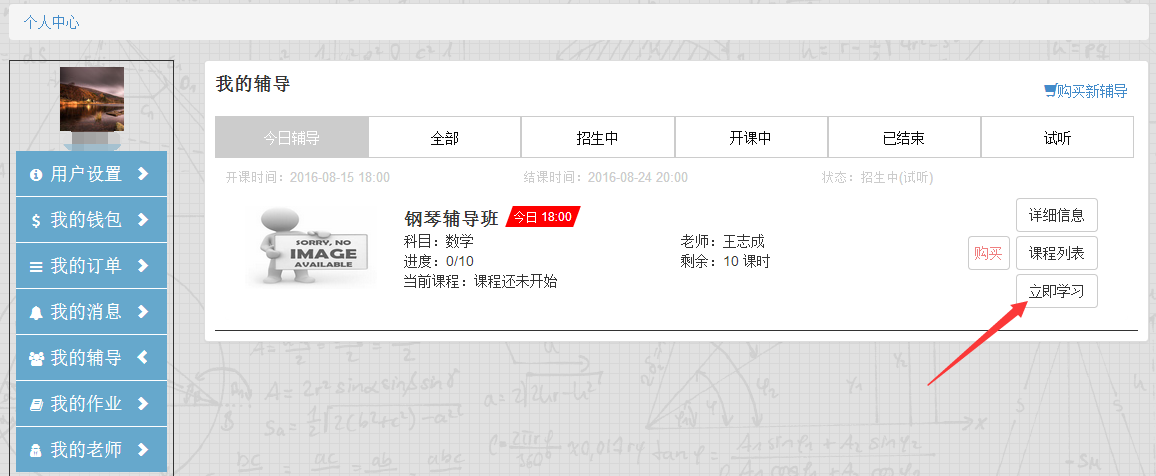 个人中心
我的辅导
购买新辅导
今日辅导 全部 招生中 开课中 已结束 试听
开课时间：2016-08-15 18:00 结课时间：2016-08-24 20:00 状态：招生中(试听)
钢琴辅导班 今日 18:00
科目：数学 老师：王志成
进度：0/10 剩余：10 课时
当前课程：课程还未开始
SORRY, NO
IMAGE
AVAILABLE
详细信息
购买 课程列表
立即学习
用户设置
我的钱包
我的订单
我的消息
我的辅导
我的作业
我的老师